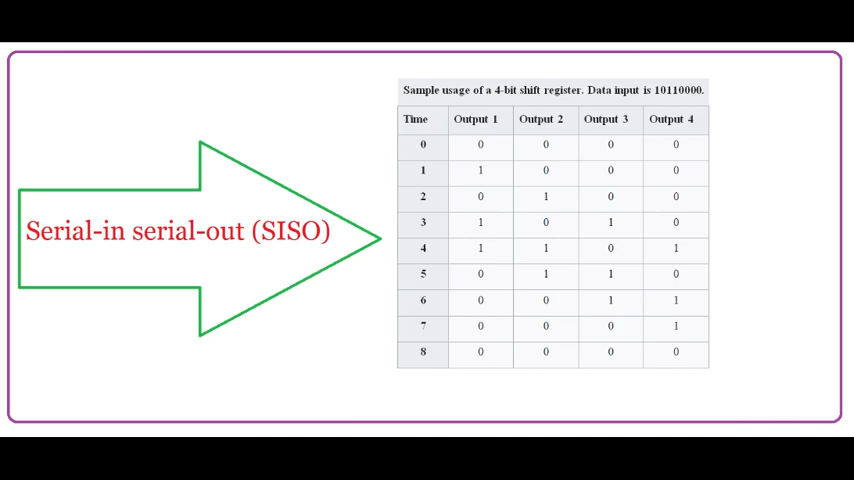 Serial-in serial-out (SISO)
Sample usage of a 4-bit shift register. Data input is 10110000.
Time Output 1 Output 2 Output 3 Output 4
0 0 0 0 0
1 1 0 0 0
2 0 1 0 0
3 1 0 1 0
4 1 1 0 1
5 0 1 1 0
6 0 0 1 1
7 0 0 0 1
8 0 0 0 0